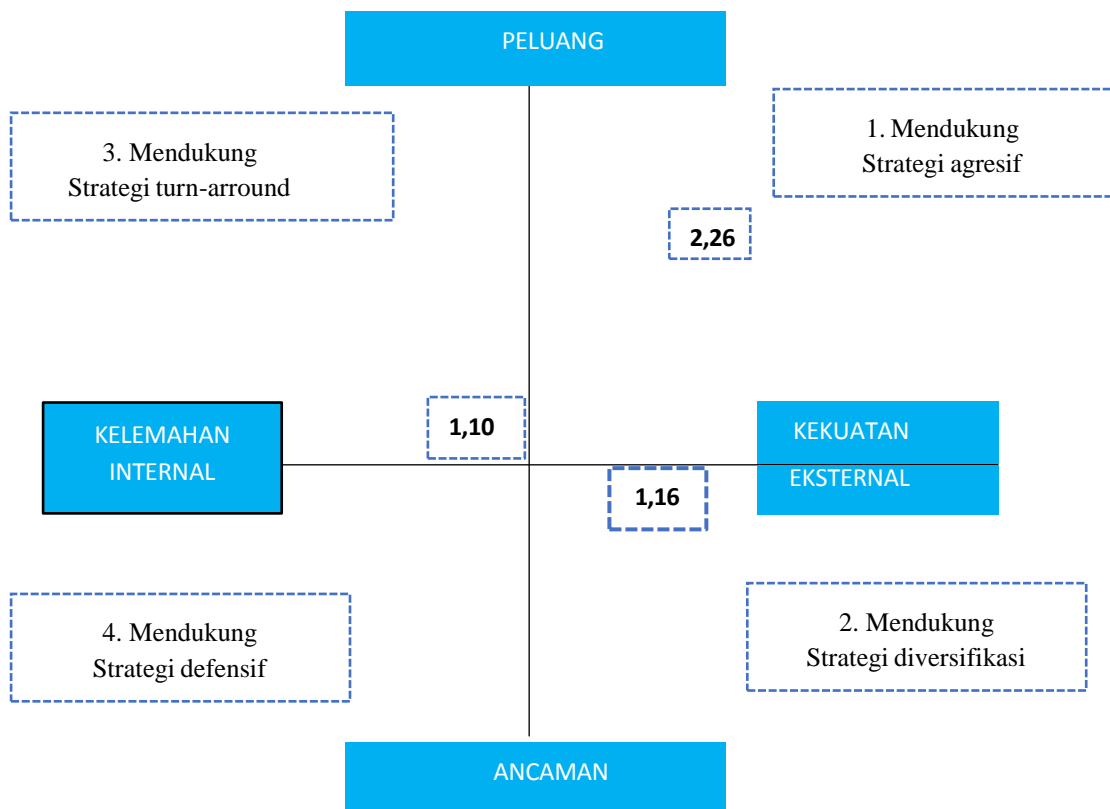 PELUANG
1. Mendukung
Strategi agresif
3. Mendukung
Strategi turn-arround
2,26
1,10
KELEMAHAN
INTERNAL
KEKUATAN
EKSTERNAL
1,16
4. Mendukung
Strategi defensif
2. Mendukung
Strategi diversifikasi
ANCAMAN